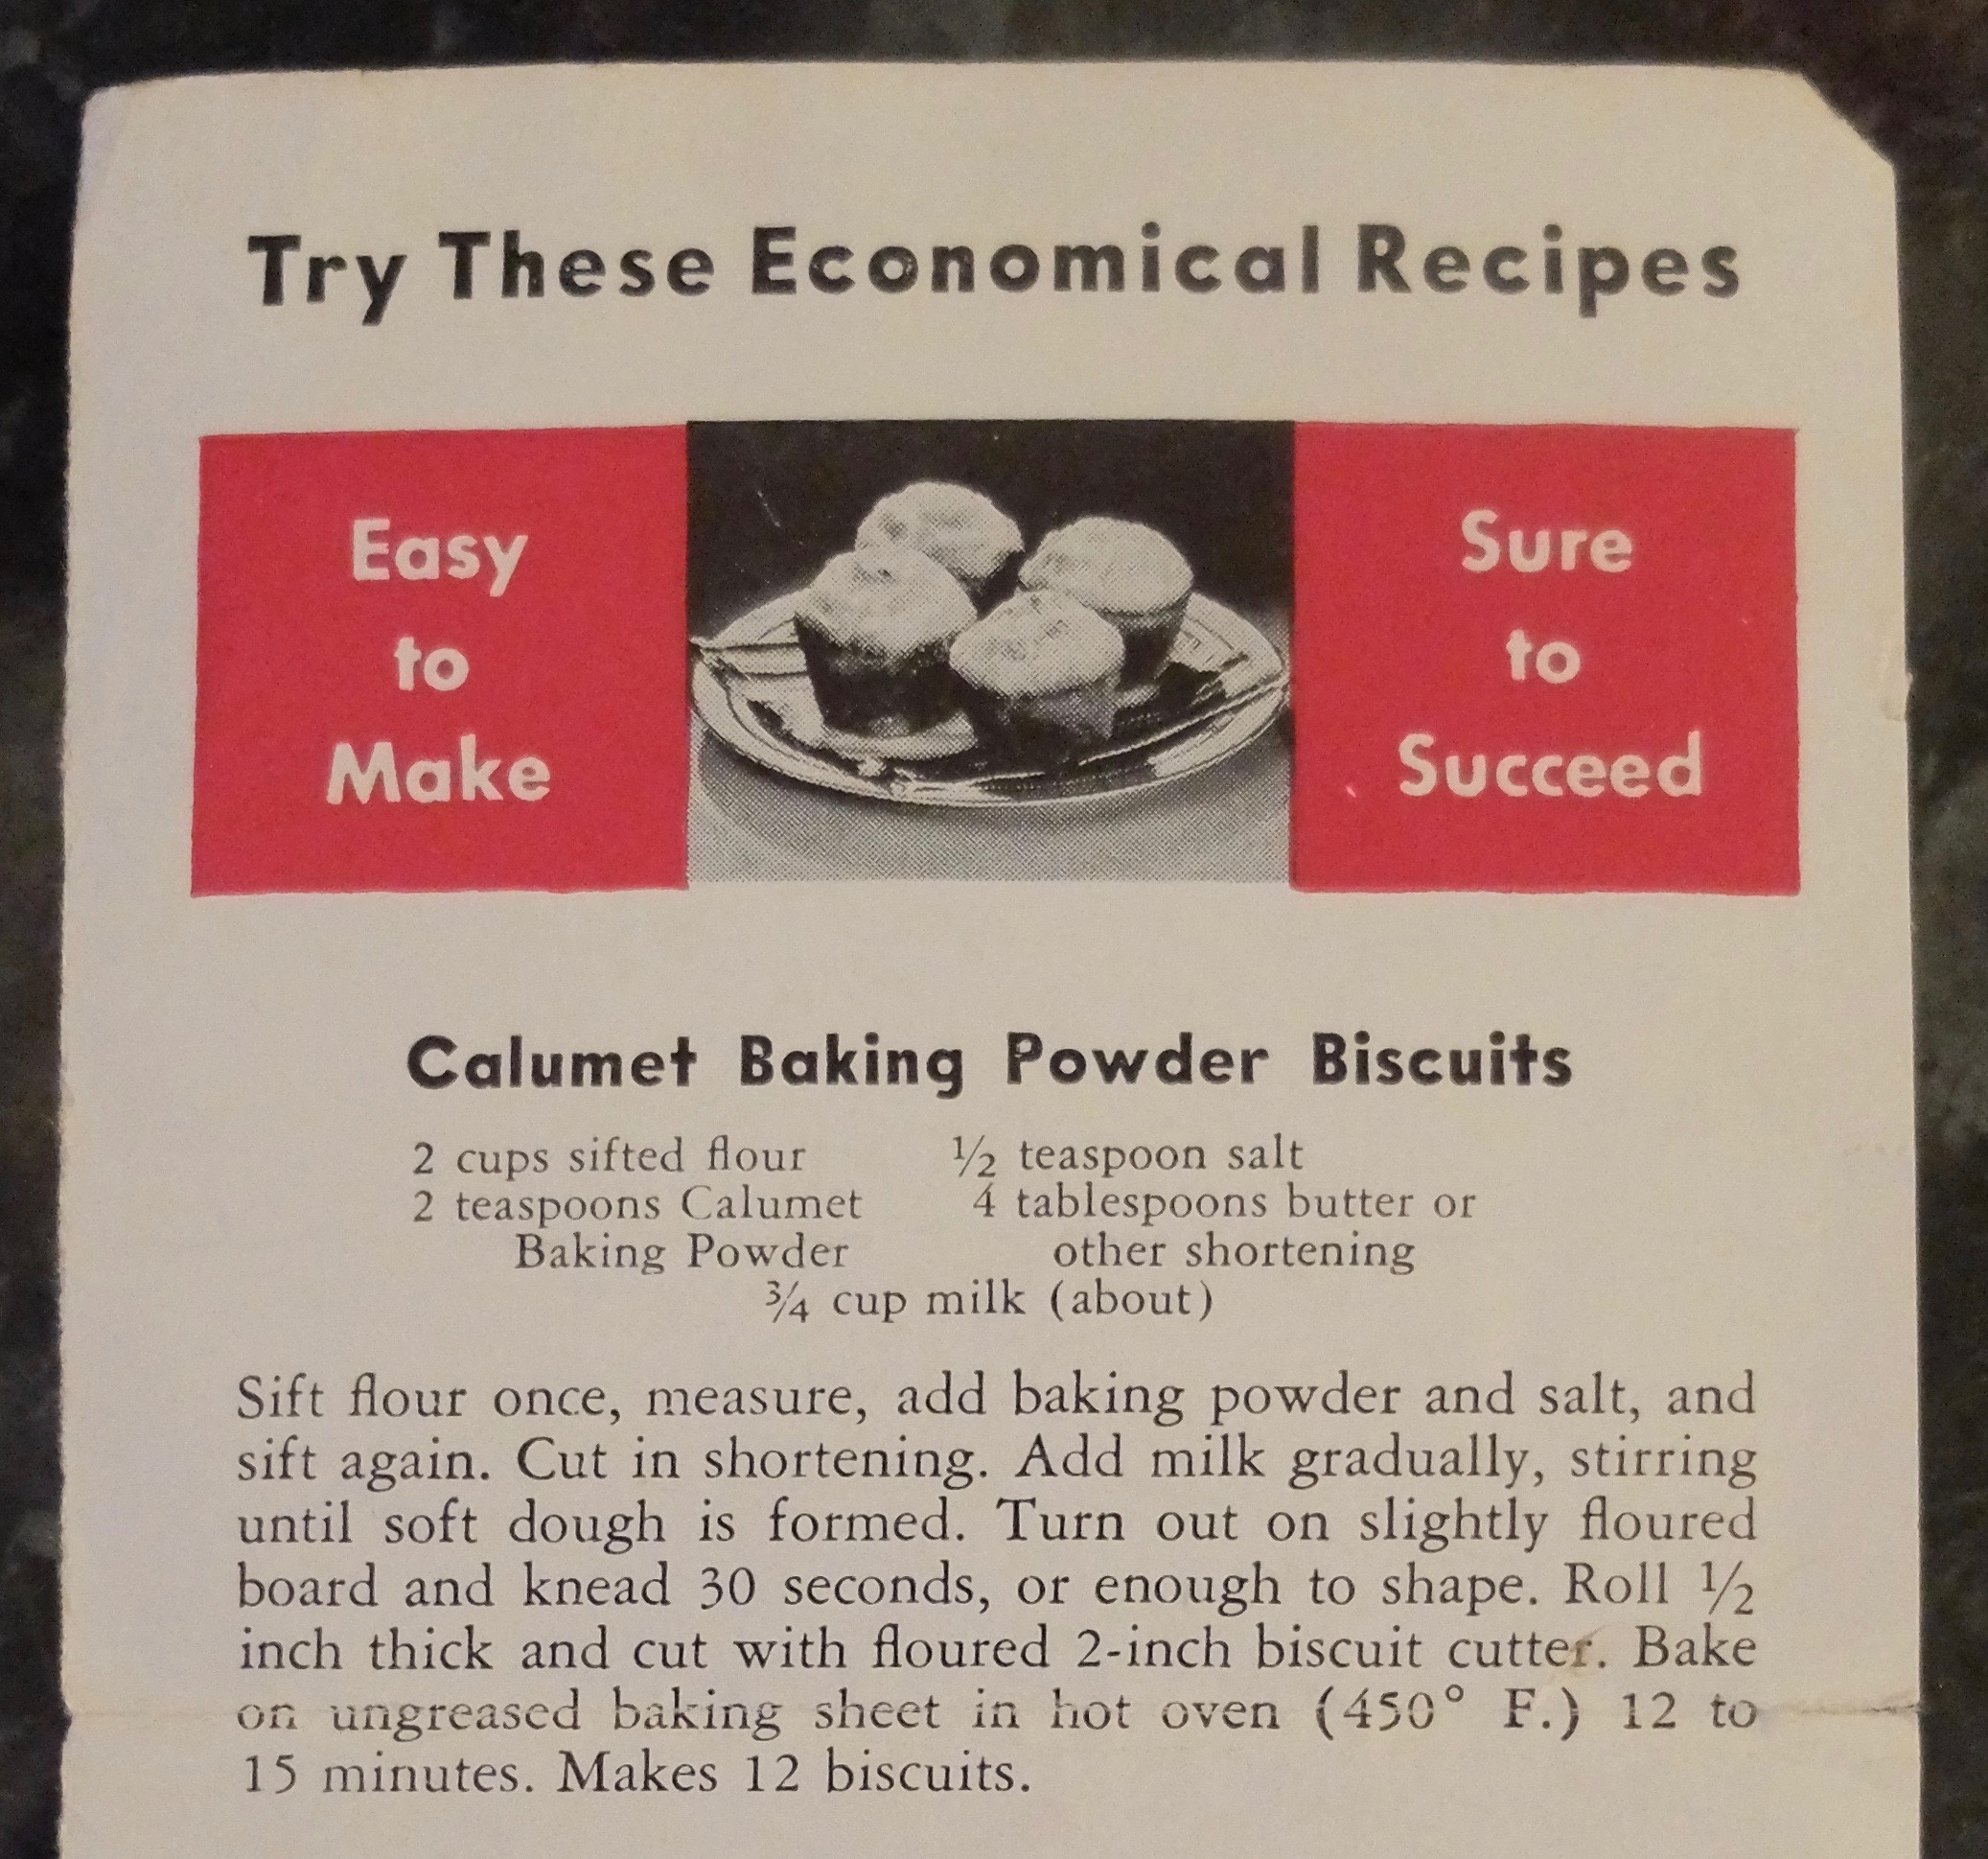 Try These Economical Recipes
Easy
to
Make
Sure
to
Succeed
Calumet Baking Powder Biscuits
2 cups sifted flour
2 teaspoons Calumet
Baking Powder
½ teaspoon salt
4 tablespoons butter or
other shortening
¾ cup milk (about)
Sift flour once, measure, add baking powder and salt, and
sift again. Cut in shortening. Add milk gradually, stirring
until soft dough is formed. Turn out on slightly floured
board and knead 30 seconds, or enough to shape. Roll ½
inch thick and cut with floured 2-inch biscuit cutter. Bake
on ungreased baking sheet in hot oven (450° F.) 12 to
15 minutes. Makes 12 biscuits.